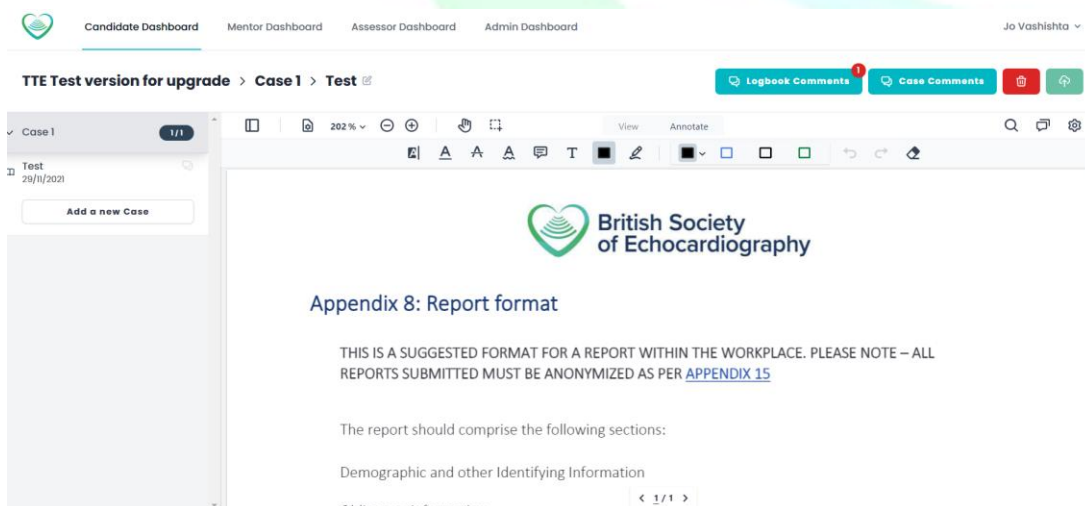 Candidate Dashboard Mentor Dashboard Assessor Dashboard Admin Dashboard Jo Vashishta
TTE Test version for upgrade > Case 1 > Test
Logbook Comments 1 Case Comments
Case 1 1/1
202 % View Annotate
Test
29/11/2021
A A A T
Add a new Case
British Society
of Echocardiography
Appendix 8: Report format
THIS IS A SUGGESTED FORMAT FOR A REPORT WITHIN THE WORKPLACE. PLEASE NOTE – ALL
REPORTS SUBMITTED MUST BE ANONYMIZED AS PER APPENDIX 15
The report should comprise the following sections:
Demographic and other Identifying Information
< 1/1 >